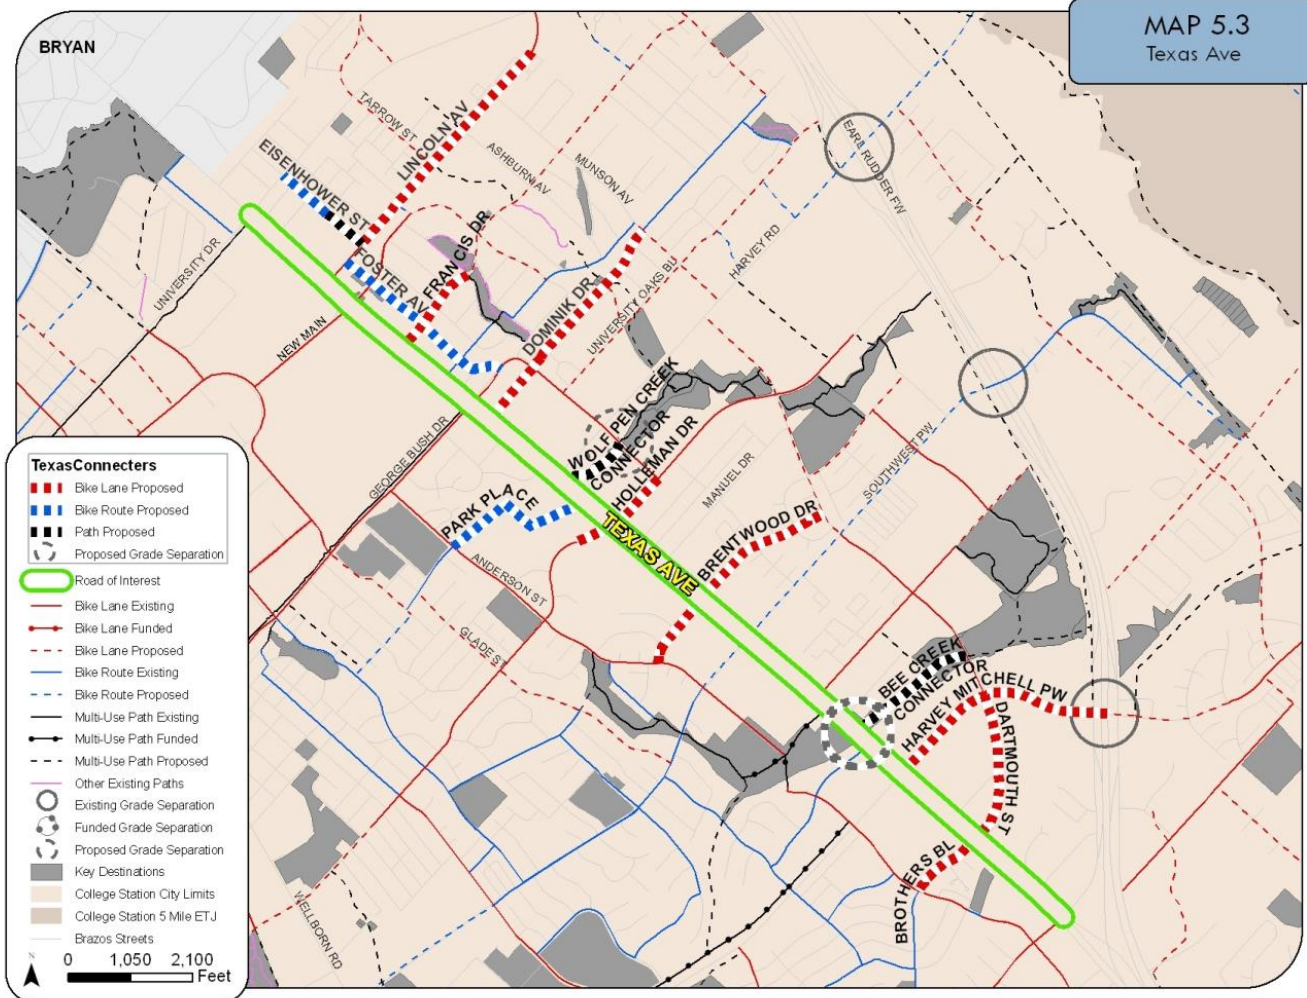 MAP 5.3
Texas Ave
BRYAN
TARROW ST
LINCOLN AV
EISENHOWER ST
ASHBURN AV
MUNSON AV
EARL RUDDER FW
UNIVERSITY DR
FOSTER AV
FRANCIS DR
HARVEY RD
DOMINIK DR
UNIVERSITY OAKS BL
NEW MAIN
GEORGE BUSH DR
WOLF PEN CREEK
CONNECTOR
HOLLEMAN DR
MANUEL DR
SOUTHWEST PW
PARK PLACE
TEXAS AVE
BRENTWOOD DR
ANDERSON ST
GLADE ST
BEE CREEK
CONNECTOR
HARVEY MITCHELL PW
DARTMOUTH ST
BROTHERS BL
WELLBORN RD
TexasConnecters
Bike Lane Proposed
Bike Route Proposed
Path Proposed
Proposed Grade Separation
Road of Interest
Bike Lane Existing
Bike Lane Funded
Bike Lane Proposed
Bike Route Existing
Bike Route Proposed
Multi-Use Path Existing
Multi-Use Path Funded
Multi-Use Path Proposed
Other Existing Paths
Existing Grade Separation
Funded Grade Separation
Proposed Grade Separation
Key Destinations
College Station City Limits
College Station 5 Mile ETJ
Brazos Streets
N
0 1,050 2,100
Feet